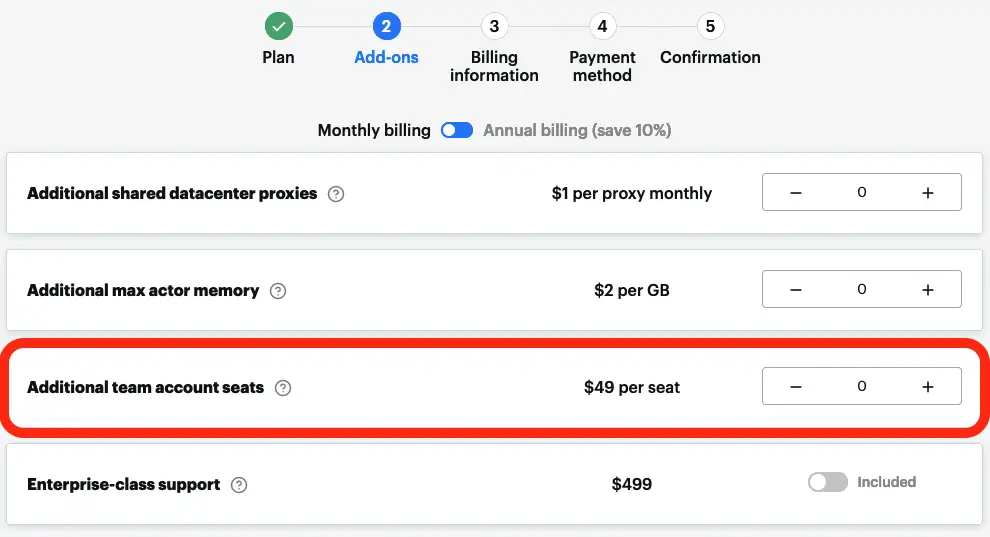 2 3 4 5
Plan Add-ons Billing Payment Confirmation
information method
Monthly billing Annual billing (save 10%)
Additional shared datacenter proxies ? $1 per proxy monthly − 0 +
Additional max actor memory ? $2 per GB − 0 +
Additional team account seats ? $49 per seat − 0 +
Enterprise-class support ? $499 Included